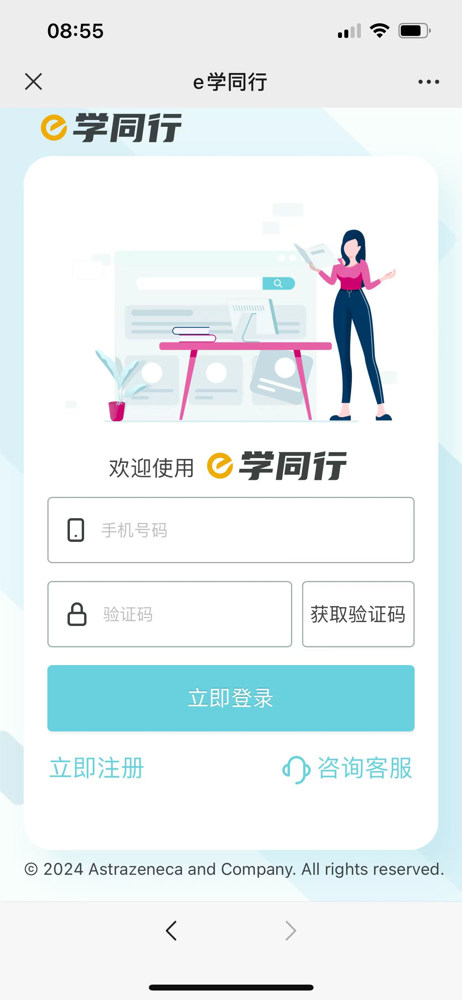 08:55
e学同行
e学同行
欢迎使用 e学同行
手机号码
验证码
获取验证码
立即登录
立即注册
咨询客服
© 2024 Astrazeneca and Company. All rights reserved.